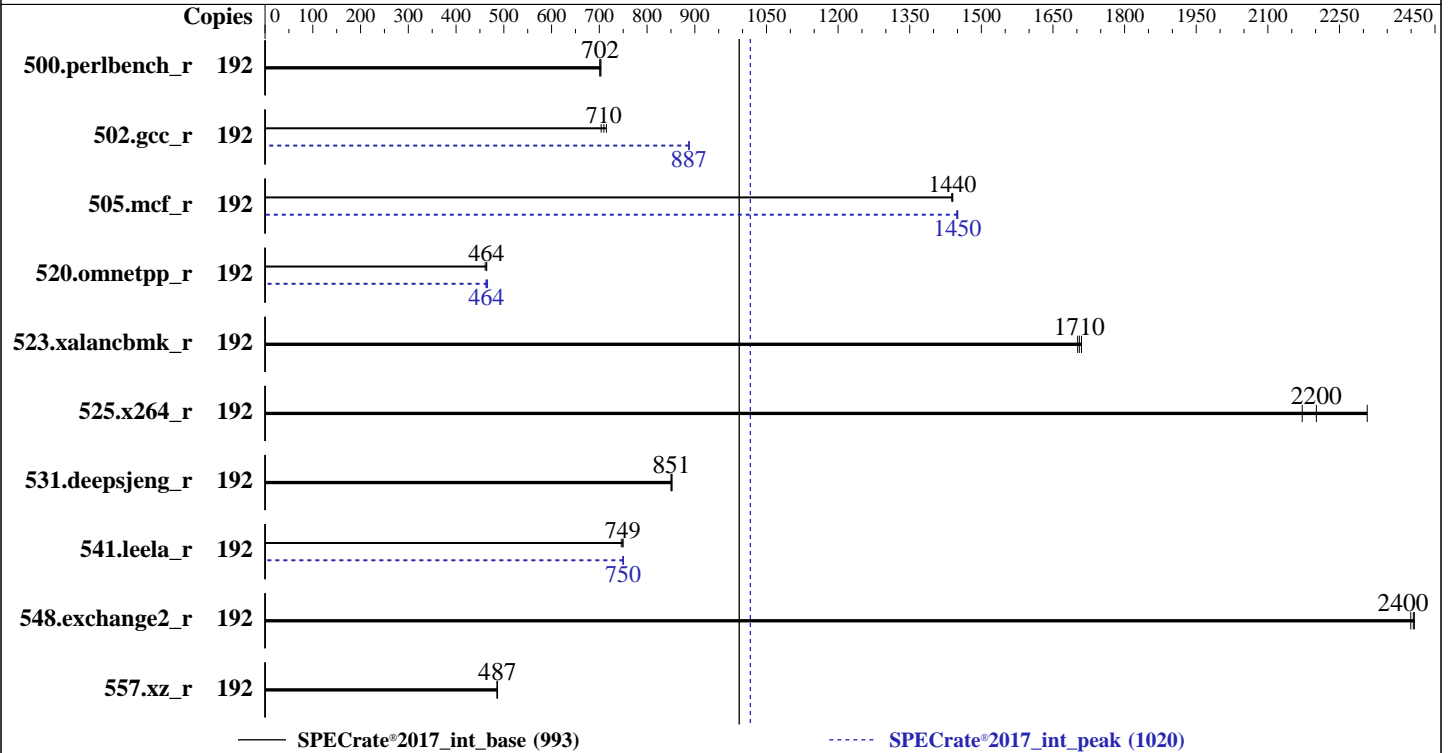 Copies 0 100 200 300 400 500 600 700 800 900 1050 1200 1350 1500 1650 1800 1950 2100 2250 2450
702
500.perlbench_r 192
710
502.gcc_r 192
887
1440
505.mcf_r 192
1450
464
520.omnetpp_r 192
464
1710
523.xalancbmk_r 192
2200
525.x264_r 192
851
531.deepsjeng_r 192
749
541.leela_r 192
750
2400
548.exchange2_r 192
487
557.xz_r 192
SPECrate®2017_int_base (993) SPECrate®2017_int_peak (1020)